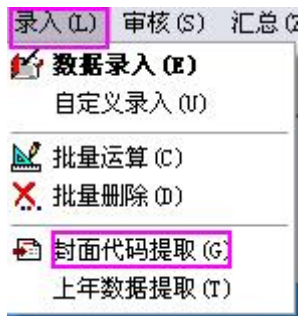 录入(L) 审核(S) 汇总(Z
数据录入(E)
自定义录入(U)
批量运算(C)
批量删除(D)
封面代码提取(G)
上年数据提取(T)